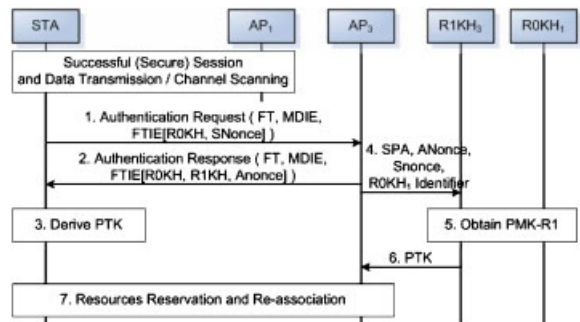 STA
AP₁
AP₃
R1KH₃
R0KH₁
Successful (Secure) Session
and Data Transmission / Channel Scanning
1. Authentication Request ( FT, MDIE,
FTIE[R0KH, SNonce] )
2. Authentication Response ( FT, MDIE,
FTIE[R0KH, R1KH, Anonce] )
4. SPA, ANonce,
Snonce,
R0KH₁ Identifier
3. Derive PTK
5. Obtain PMK-R1
6. PTK
7. Resources Reservation and Re-association